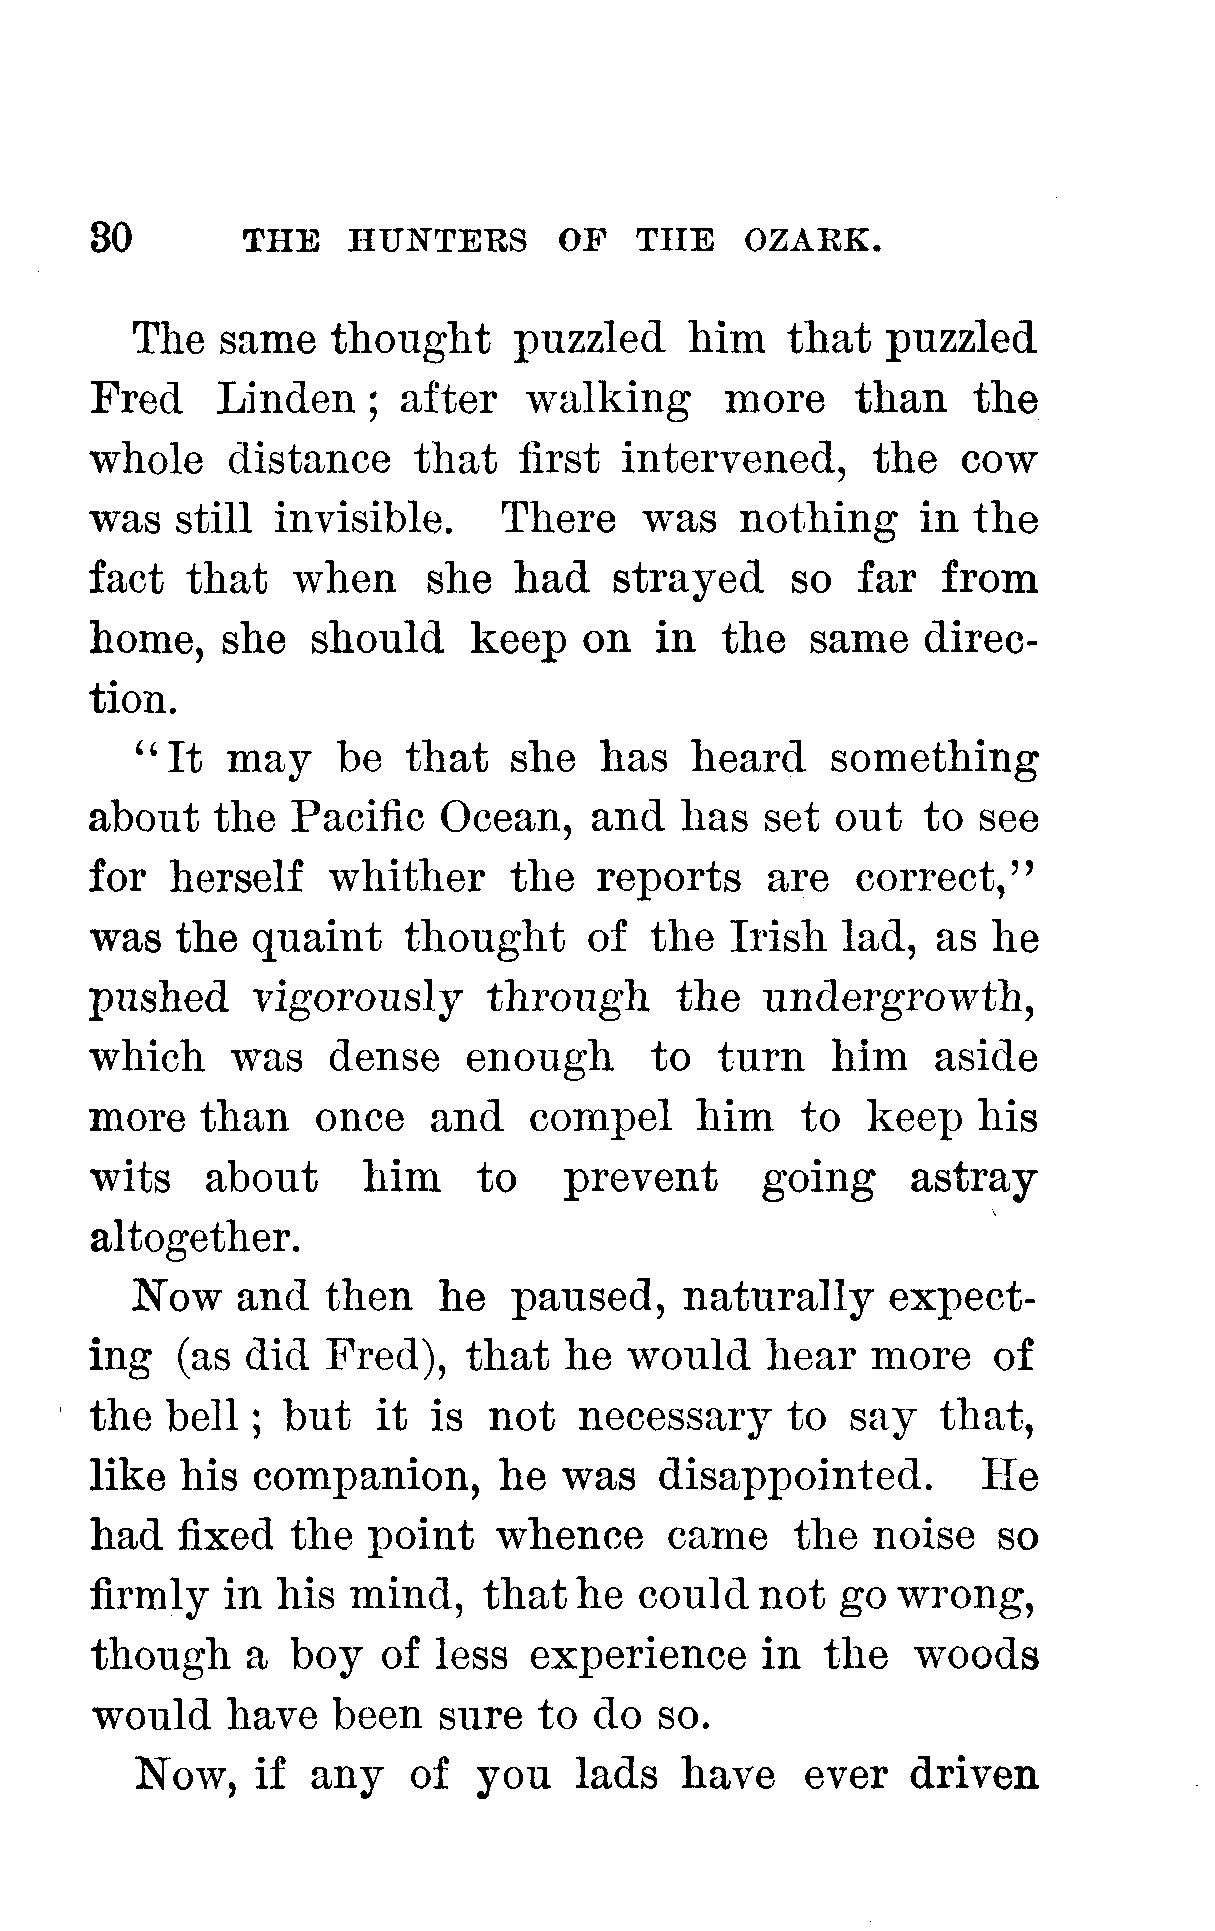 30 THE HUNTERS OF THE OZARK.
The same thought puzzled him that puzzled
Fred Linden; after walking more than the
whole distance that first intervened, the cow
was still invisible. There was nothing in the
fact that when she had strayed so far from
home, she should keep on in the same direc-
tion.
"It may be that she has heard something
about the Pacific Ocean, and has set out to see
for herself whither the reports are correct,"
was the quaint thought of the Irish lad, as he
pushed vigorously through the undergrowth,
which was dense enough to turn him aside
more than once and compel him to keep his
wits about him to prevent going astray
altogether.
Now and then he paused, naturally expect-
ing (as did Fred), that he would hear more of
the bell; but it is not necessary to say that,
like his companion, he was disappointed. He
had fixed the point whence came the noise so
firmly in his mind, that he could not go wrong,
though a boy of less experience in the woods
would have been sure to do so.
Now, if any of you lads have ever driven